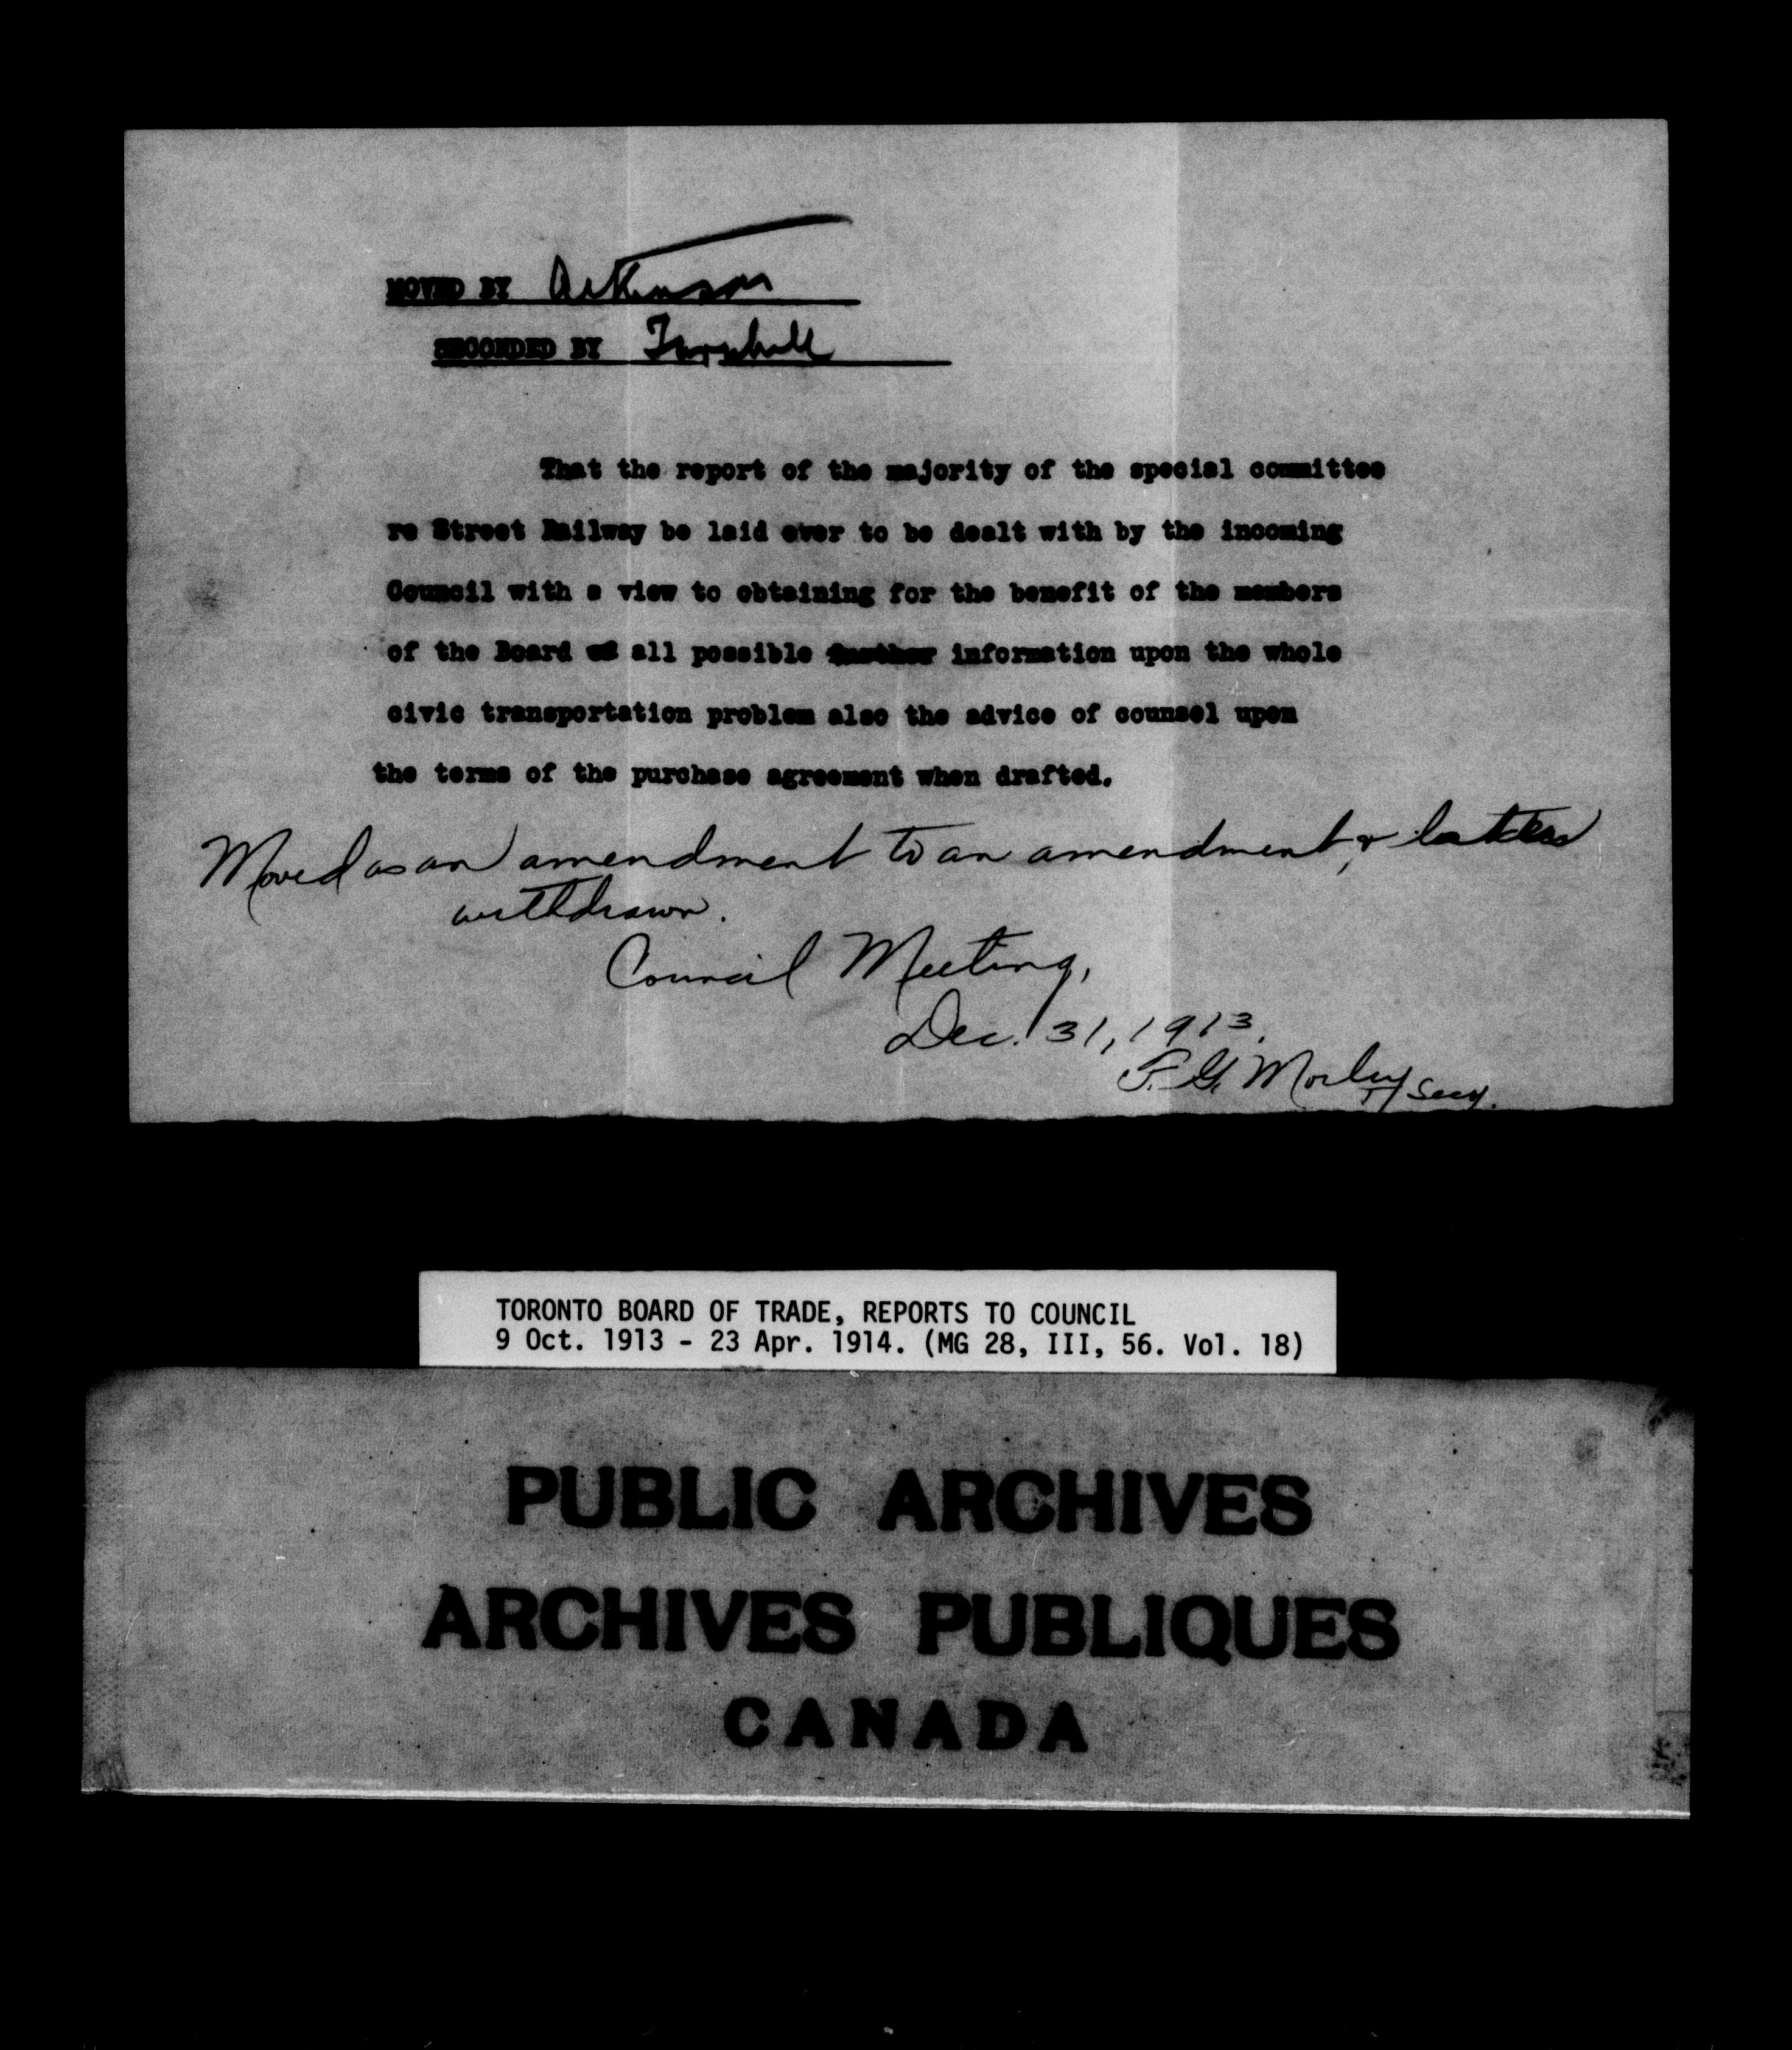 MOVED BY Atkinson
SECONDED BY
That the report of the majority of the special committee
re Street Railway be laid over to be dealt with by the incoming
Council with a view to obtaining for the benefit of the members
of the Board all possible further information upon the whole
civic transportation problem also the advice of counsel upon
the terms of the purchase agreement when drafted.
Moved as an amendment to an amendment, & latter
withdrawn.
Council Meeting,
Dec. 31, 1913.
F. G. Morley Secy.
TORONTO BOARD OF TRADE, REPORTS TO COUNCIL
9 Oct. 1913 - 23 Apr. 1914. (MG 28, III, 56. Vol. 18)
PUBLIC ARCHIVES
ARCHIVES PUBLIQUES
CANADA